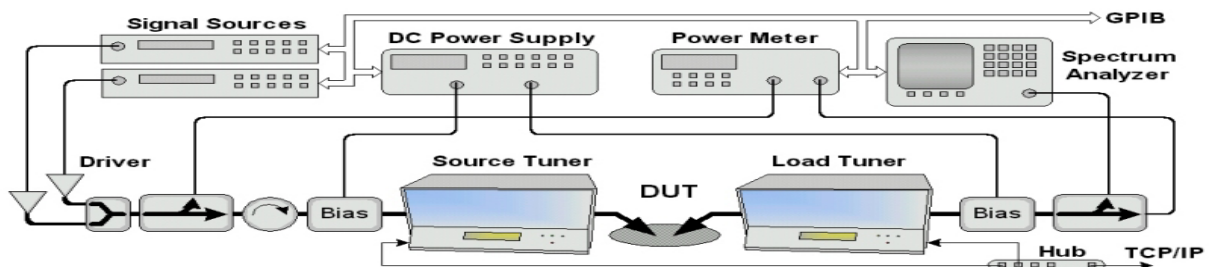 Signal Sources
GPIB
DC Power Supply
Power Meter
Spectrum
Analyzer
Driver
Source Tuner
Load Tuner
DUT
Bias
Bias
Hub
TCP/IP